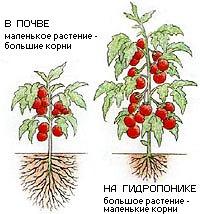 В ПОЧВЕ
маленькое растение -
большие корни
НА ГИДРОПОНИКЕ
большое растение -
маленькие корни